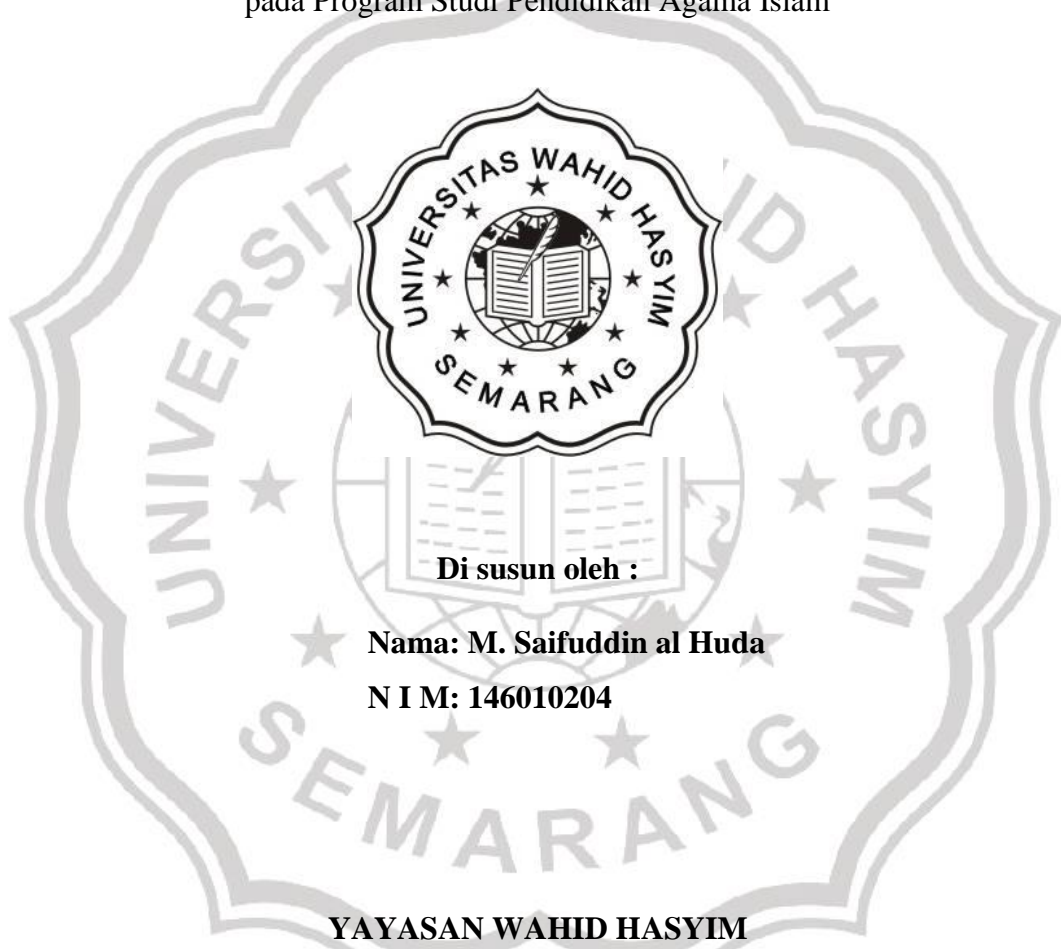 pada Program Studi Pendidikan Agama Islam
UNIVERSITAS WAHID HASYIM
SEMARANG
Di susun oleh :
Nama: M. Saifuddin al Huda
N I M: 146010204
YAYASAN WAHID HASYIM